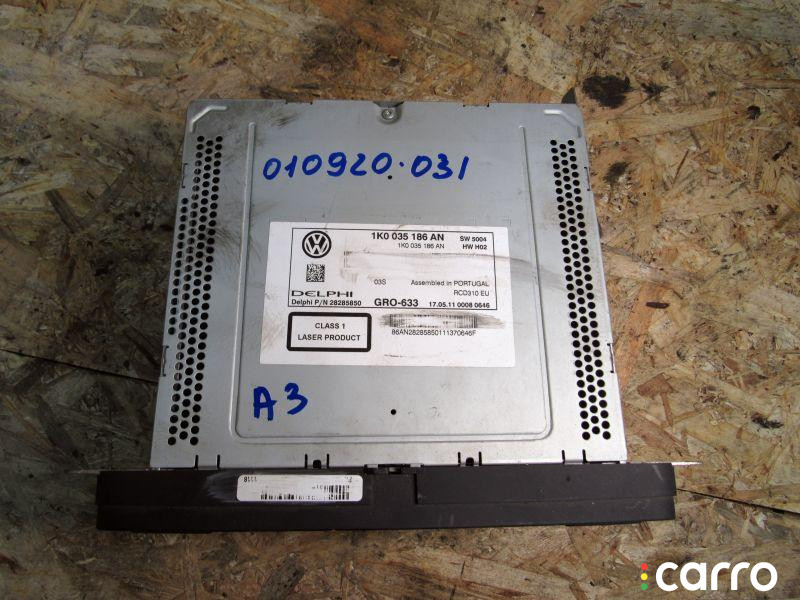 010920.031
1K0 035 186 AN SW 5004
1K0 035 186 AN HW H02
03S Assembled in PORTUGAL
DELPHI RCD310 EU
Delphi P/N 28285850 GRO-633 17.05.11 0008 0646
CLASS 1
LASER PRODUCT
86AN28285850111370646F
A3
1118
carro